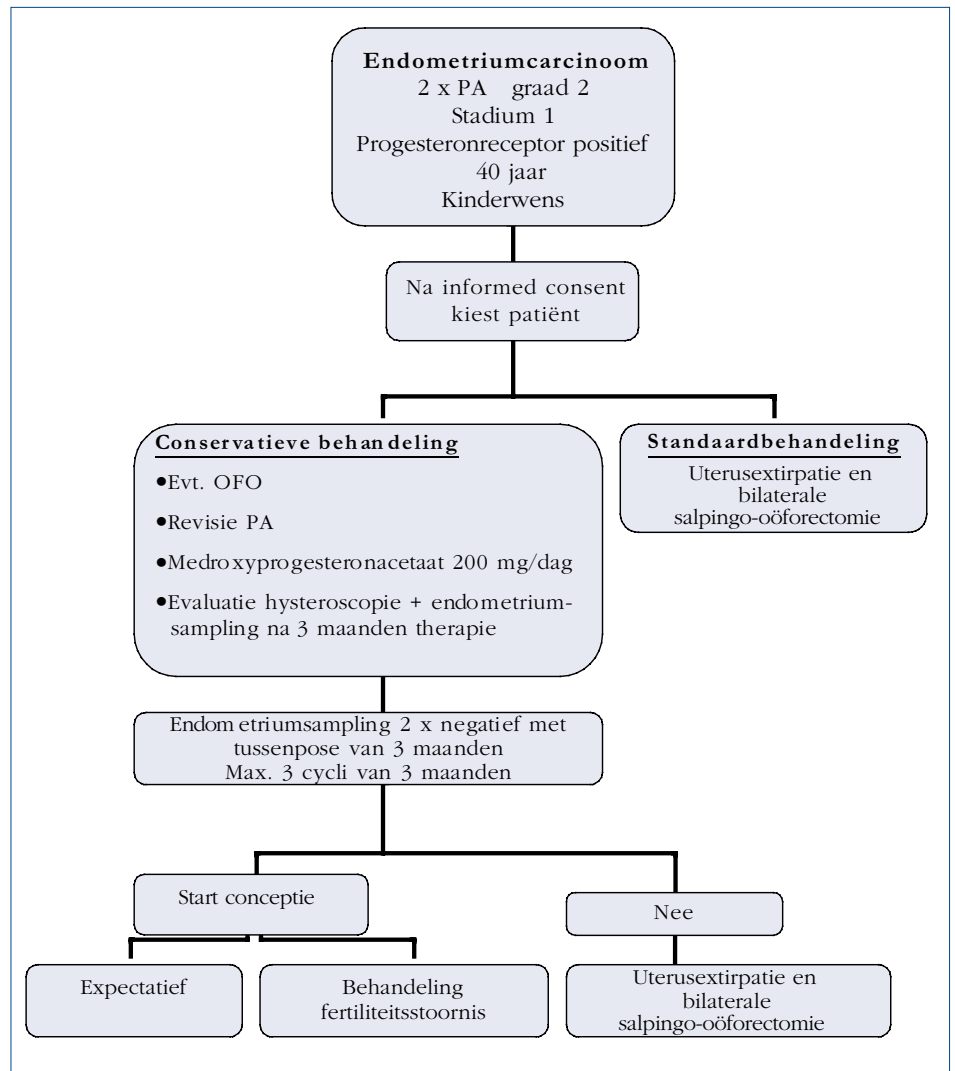 Endometriumcarcinoom
2 x PA graad 2
Stadium 1
Progesteronreceptor positief
40 jaar
Kinderwens
Na informed consent
kiest patiënt
Conservatieve behandeling
•Evt. OFO
•Revisie PA
•Medroxyprogesteronacetaat 200 mg/dag
•Evaluatie hysteroscopie + endometrium-
sampling na 3 maanden therapie
Standaardbehandeling
Uterusextirpatie en
bilaterale
salpingo-oöforectomie
Endometriumsampling 2 x negatief met
tussenpose van 3 maanden
Max. 3 cycli van 3 maanden
Start conceptie
Nee
Expectatief
Behandeling
fertiliteitsstoornis
Uterusextirpatie en
bilaterale
salpingo-oöforectomie